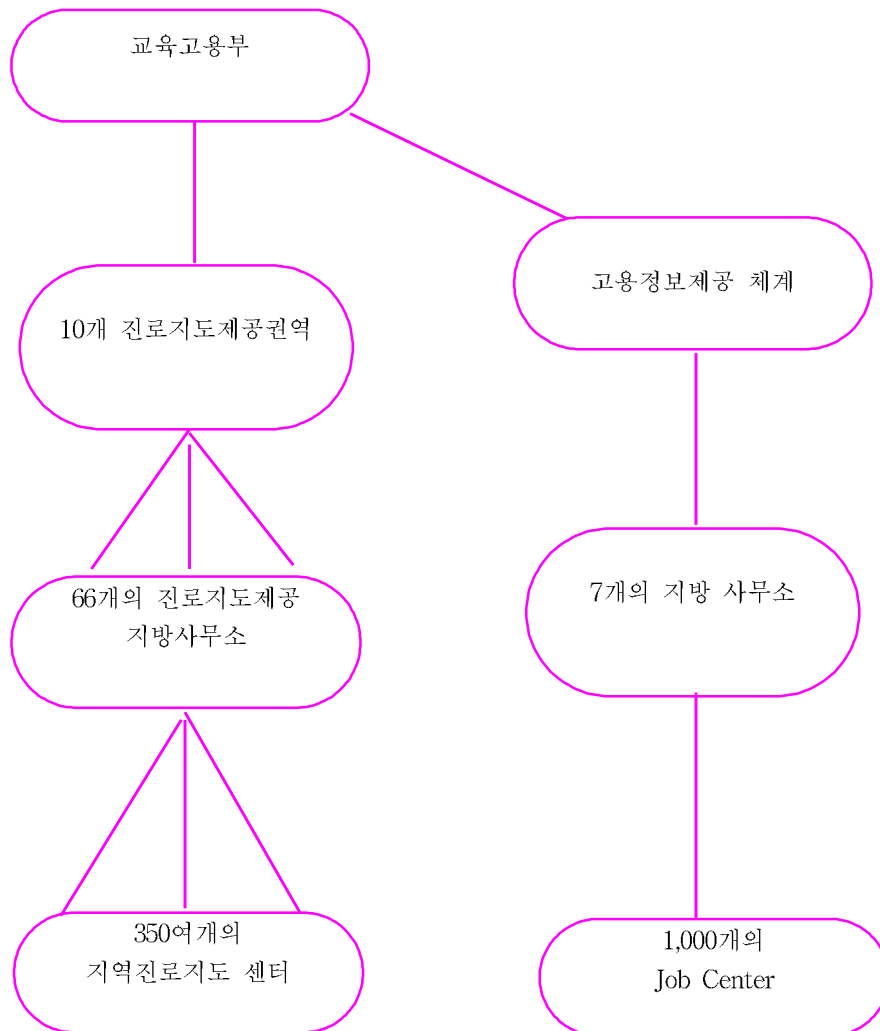 교육고용부
고용정보제공 체계
10개 진로지도제공권역
66개의 진로지도제공
지방사무소
7개의 지방 사무소
350여개의
지역진로지도 센터
1,000개의
Job Center